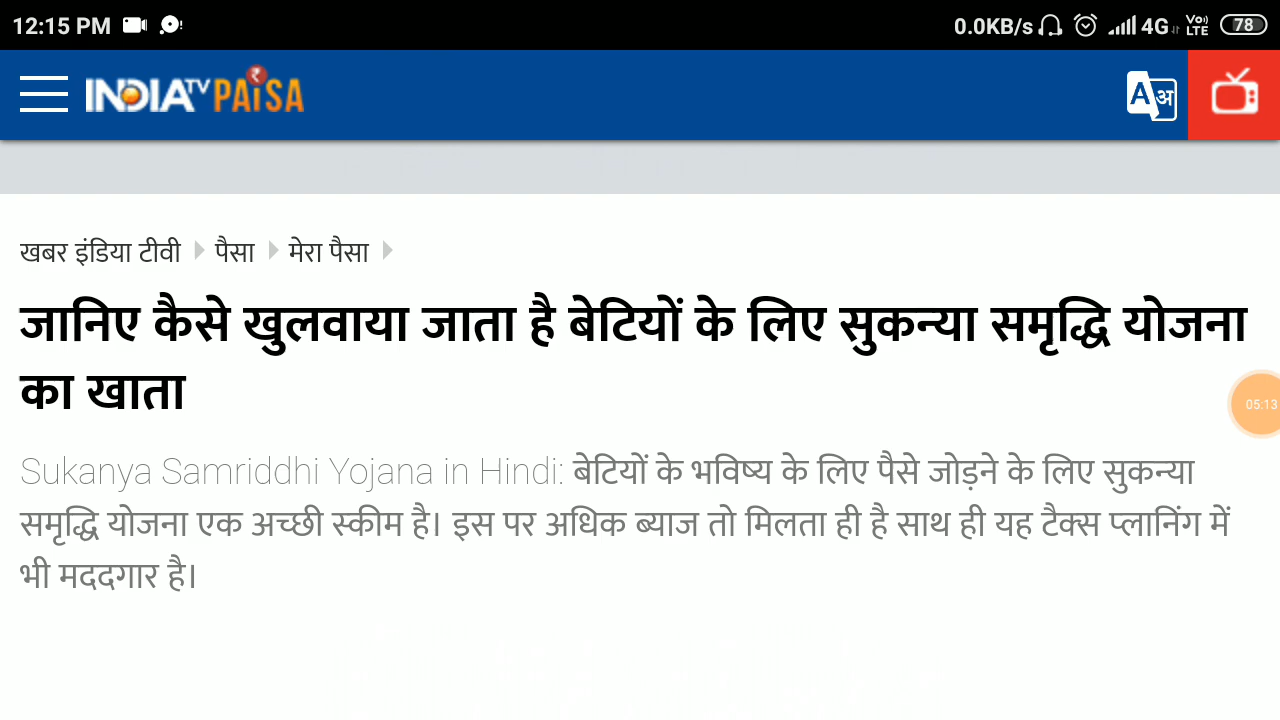 12:15 PM 0.0KB/s 4G Vo) LTE 78
INDIA TV PAISA A अ
खबर इंडिया टीवी पैसा मेरा पैसा
जानिए कैसे खुलवाया जाता है बेटियों के लिए सुकन्या समृद्धि योजना
का खाता
05:13
Sukanya Samriddhi Yojana in Hindi: बेटियों के भविष्य के लिए पैसे जोड़ने के लिए सुकन्या
समृद्धि योजना एक अच्छी स्कीम है। इस पर अधिक ब्याज तो मिलता ही है साथ ही यह टैक्स प्लानिंग में
भी मददगार है।